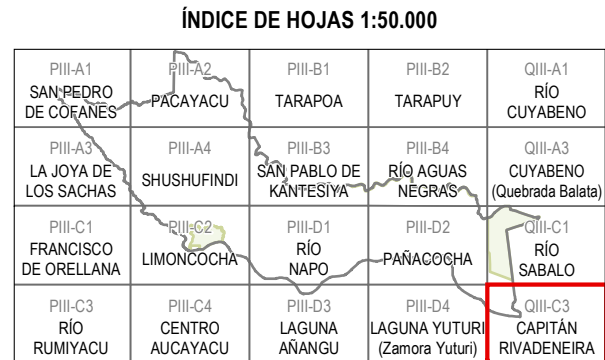 ÍNDICE DE HOJAS 1:50.000
PIII-A1
SAN PEDRO
DE COFANES
PIII-A2
PACAYACU
PIII-B1
TARAPOA
PIII-B2
TARAPUY
QIII-A1
RÍO
CUYABENO
PIII-A3
LA JOYA DE
LOS SACHAS
PIII-A4
SHUSHUFINDI
PIII-B3
SAN PABLO DE
KANTESIYA
PIII-B4
RÍO AGUAS
NEGRAS
QIII-A3
CUYABENO
(Quebrada Balata)
PIII-C1
FRANCISCO
DE ORELLANA
PIII-C2
LIMONCOCHA
PIII-D1
RÍO
NAPO
PIII-D2
PAÑACOCHA
QIII-C1
RÍO
SABALO
PIII-C3
RÍO
RUMIYACU
PIII-C4
CENTRO
AUCAYACU
PIII-D3
LAGUNA
AÑANGU
PIII-D4
LAGUNA YUTURI
(Zamora Yuturi)
QIII-C3
CAPITÁN
RIVADENEIRA